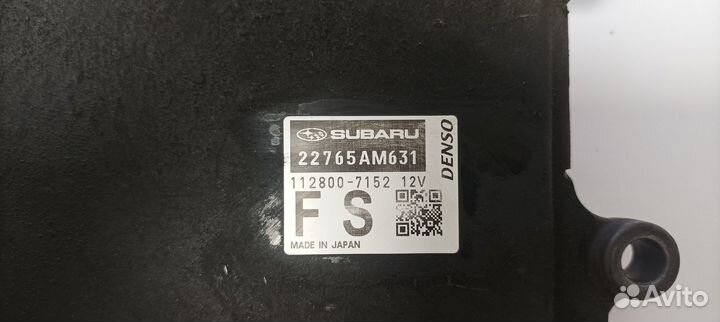 SUBARU
22765AM631
DENSO
112800-7152 12V
F S
MADE IN JAPAN
Avito